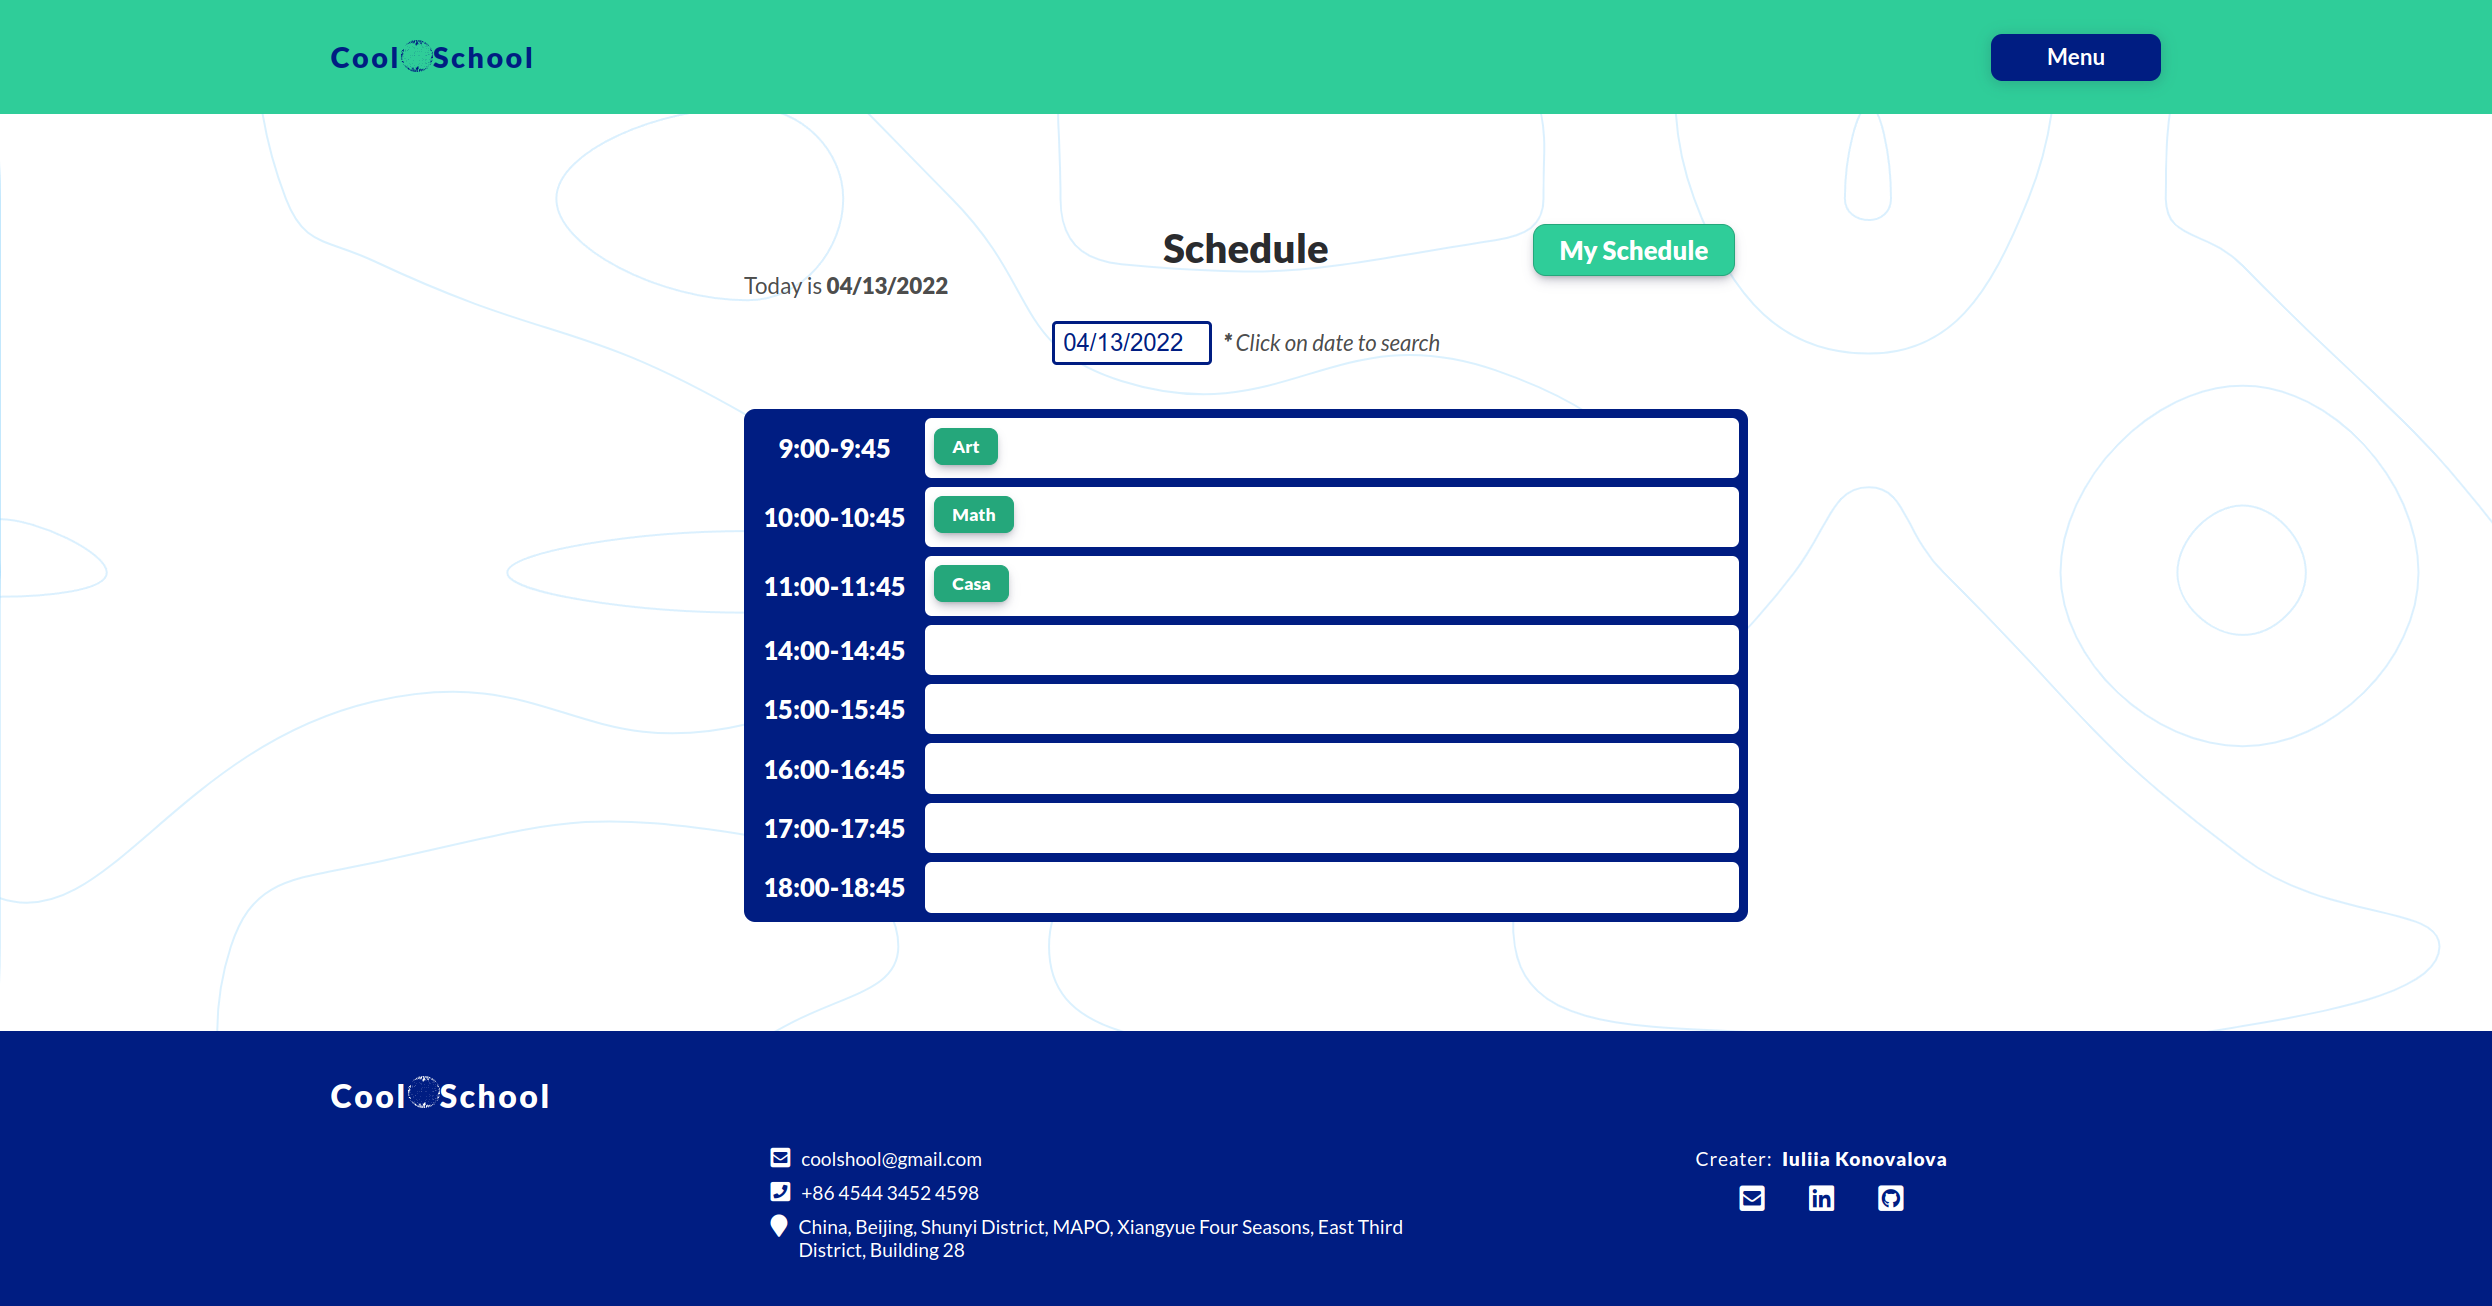 Cool School
Menu
Schedule
My Schedule
Today is 04/13/2022
04/13/2022 * Click on date to search
9:00-9:45 Art
10:00-10:45 Math
11:00-11:45 Casa
14:00-14:45
15:00-15:45
16:00-16:45
17:00-17:45
18:00-18:45
Cool School
coolshool@gmail.com
+86 4544 3452 4598
China, Beijing, Shunyi District, MAPO, Xiangyue Four Seasons, East Third
District, Building 28
Creater: Iuliia Konovalova